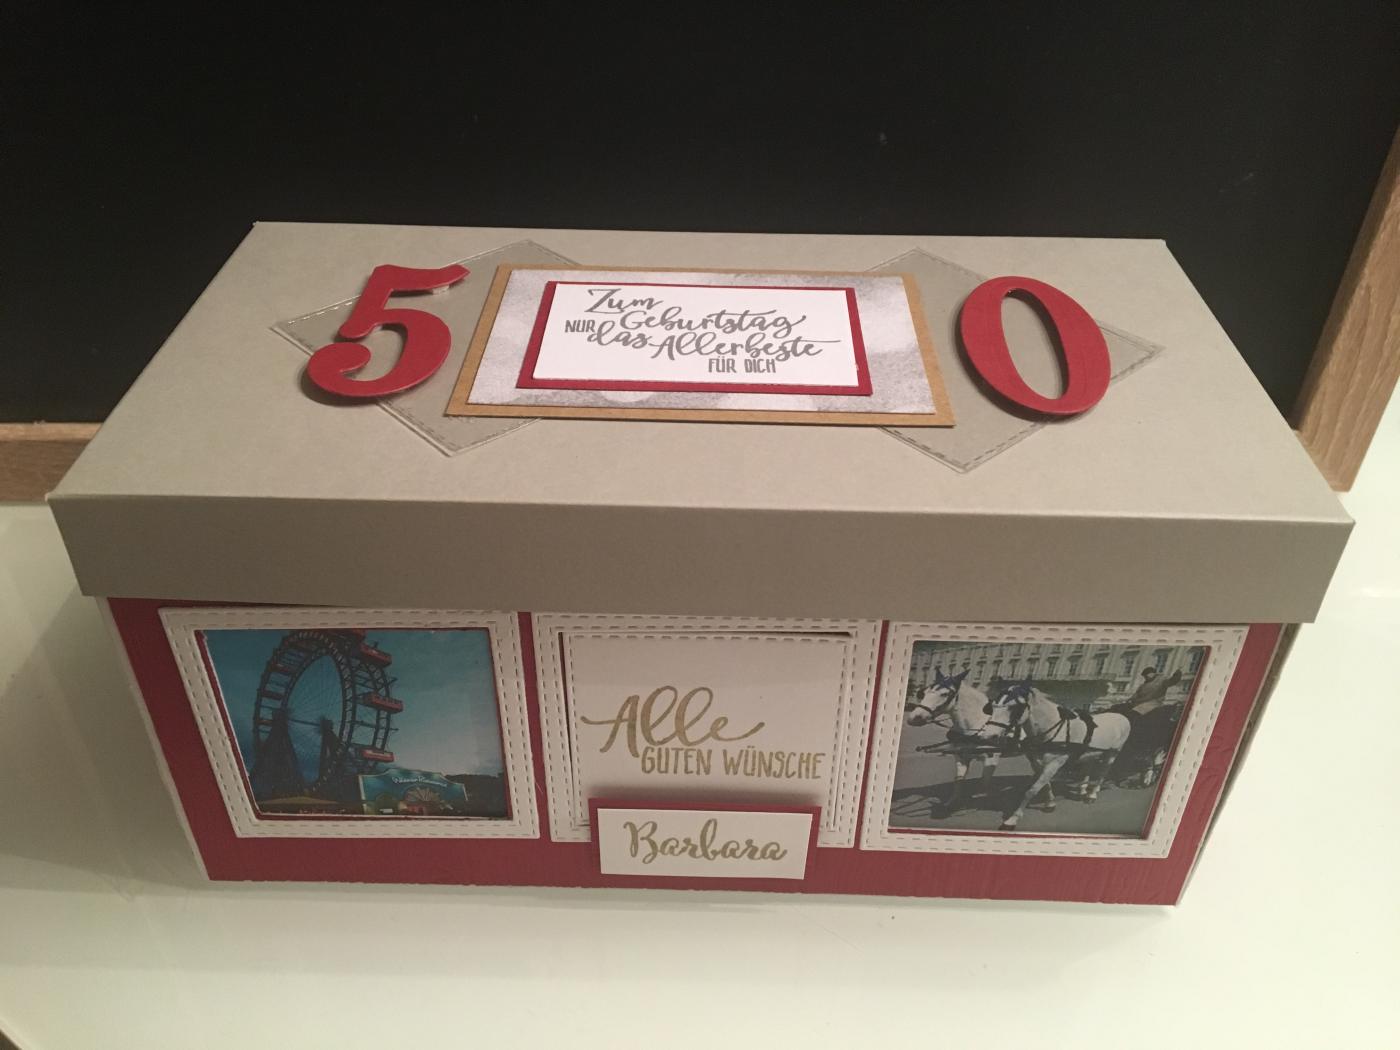 5 0
Zum
Geburtstag
NUR das Allerbeste
FÜR DICH
Alle
GUTEN WÜNSCHE
Barbara